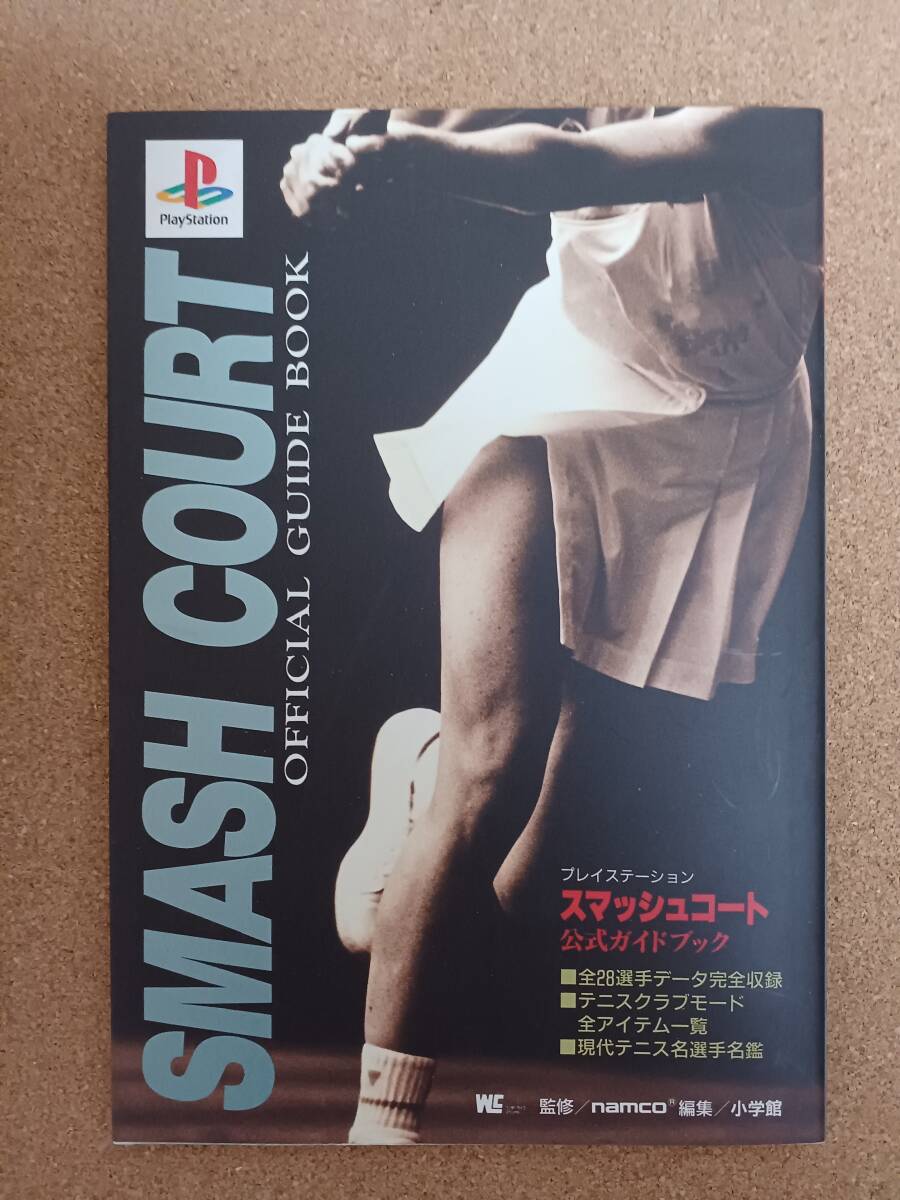 PlayStation
SMASH COURT
OFFICIAL GUIDE BOOK
プレイステーション
スマッシュコート
公式ガイドブック
■全28選手データ完全収録
■テニスクラブモード
全アイテム一覧
■現代テニス名選手名鑑
監修/namco®編集/小学館